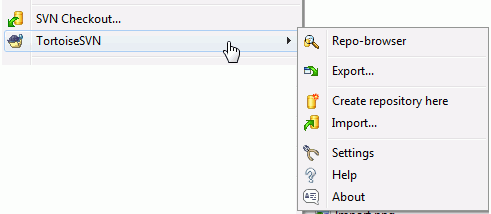 SVN Checkout...
TortoiseSVN
Repo-browser
Export...
Create repository here
Import...
Settings
Help
About